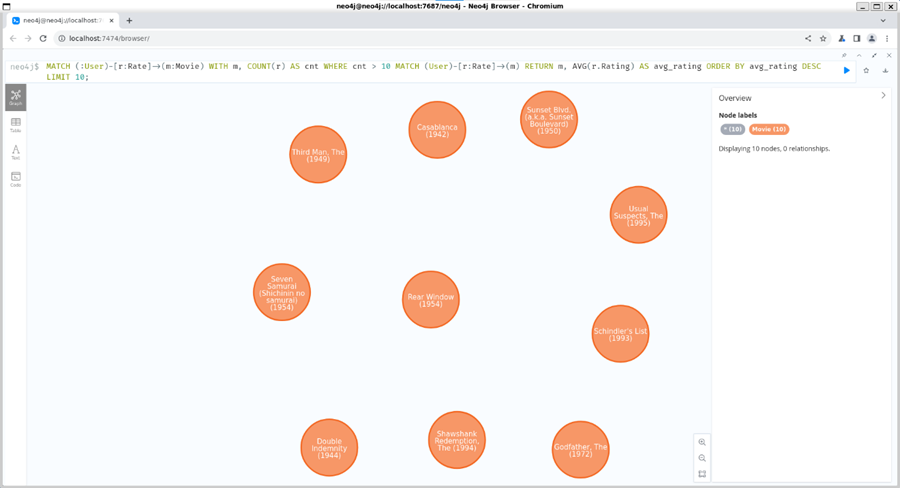 neo4j@neo4j://localhost:7687/neo4j - Neo4j Browser - Chromium
neo4j@neo4j://localhost:7
localhost:7474/browser/
neo4j$ MATCH (:User)-[r:Rate]→(m:Movie) WITH m, COUNT(r) AS cnt WHERE cnt > 10 MATCH (User)-[r:Rate]→(m) RETURN m, AVG(r.Rating) AS avg_rating ORDER BY avg_rating DESC
LIMIT 10;
Graph
Table
Text
Code
Sunset Blvd.
(a.k.a. Sunset
Boulevard)
(1950)
Casablanca
(1942)
Third Man, The
(1949)
Usual
Suspects, The
(1995)
Seven
Samurai
(Shichinin no
samurai)
(1954)
Rear Window
(1954)
Schindler's List
(1993)
Double
Indemnity
(1944)
Shawshank
Redemption,
The (1994)
Godfather, The
(1972)
Overview
Node labels
* (10) Movie (10)
Displaying 10 nodes, 0 relationships.